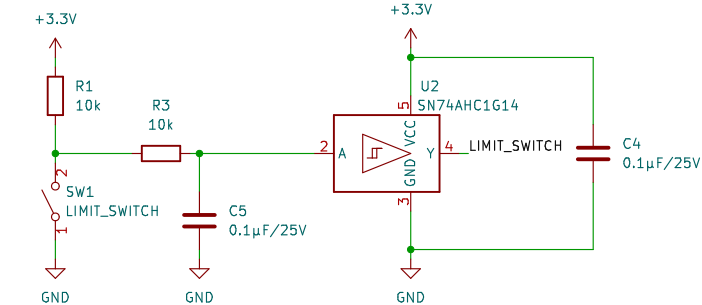 +3.3V
+3.3V
R1
10k
R3
10k
U2
SN74AHC1G14
5
VCC
2
A
Y
4
LIMIT_SWITCH
GND
3
C4
0.1µF/25V
2
SW1
LIMIT_SWITCH
1
C5
0.1µF/25V
GND
GND
GND